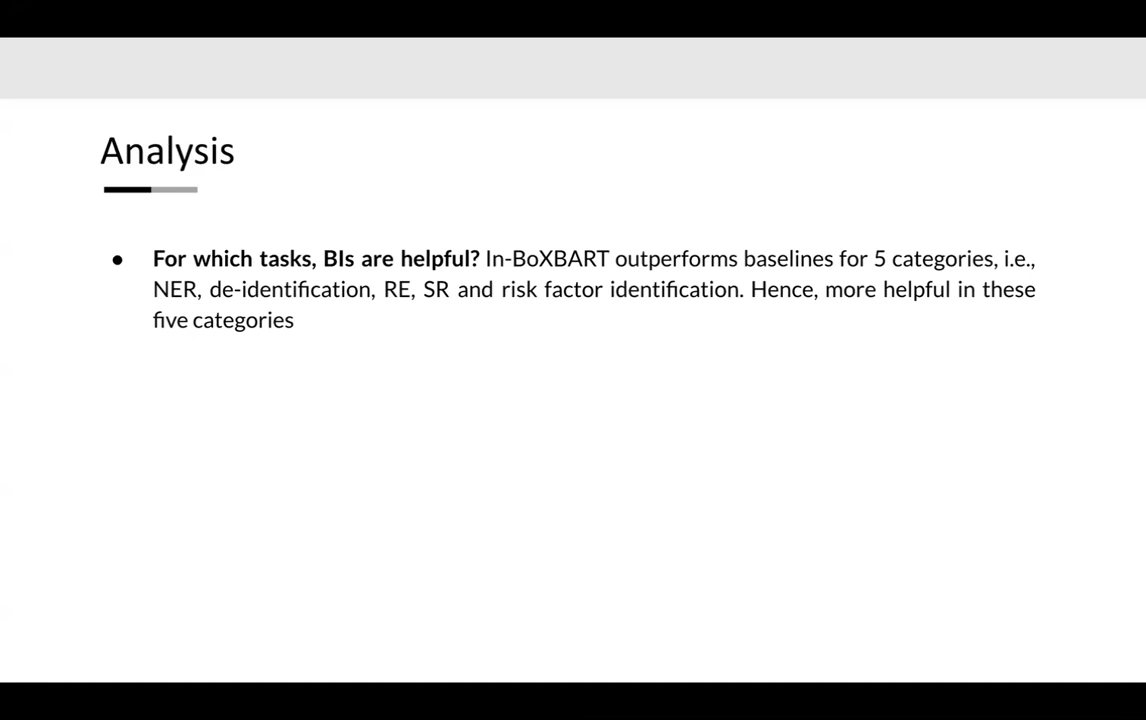 Analysis
● For which tasks, BIs are helpful? In-BoXBART outperforms baselines for 5 categories, i.e.,
NER, de-identification, RE, SR and risk factor identification. Hence, more helpful in these
five categories